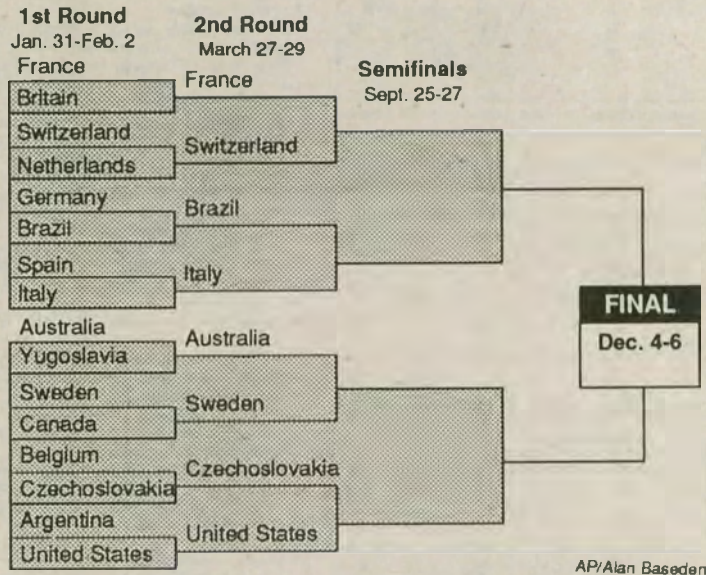 1st Round
Jan. 31-Feb. 2
France
Britain
Switzerland
Netherlands
Germany
Brazil
Spain
Italy
Australia
Yugoslavia
Sweden
Canada
Belgium
Czechoslovakia
Argentina
United States
2nd Round
March 27-29
France
Switzerland
Brazil
Italy
Australia
Sweden
Czechoslovakia
United States
Semifinals
Sept. 25-27
FINAL
Dec. 4-6
AP/Alan Baseden